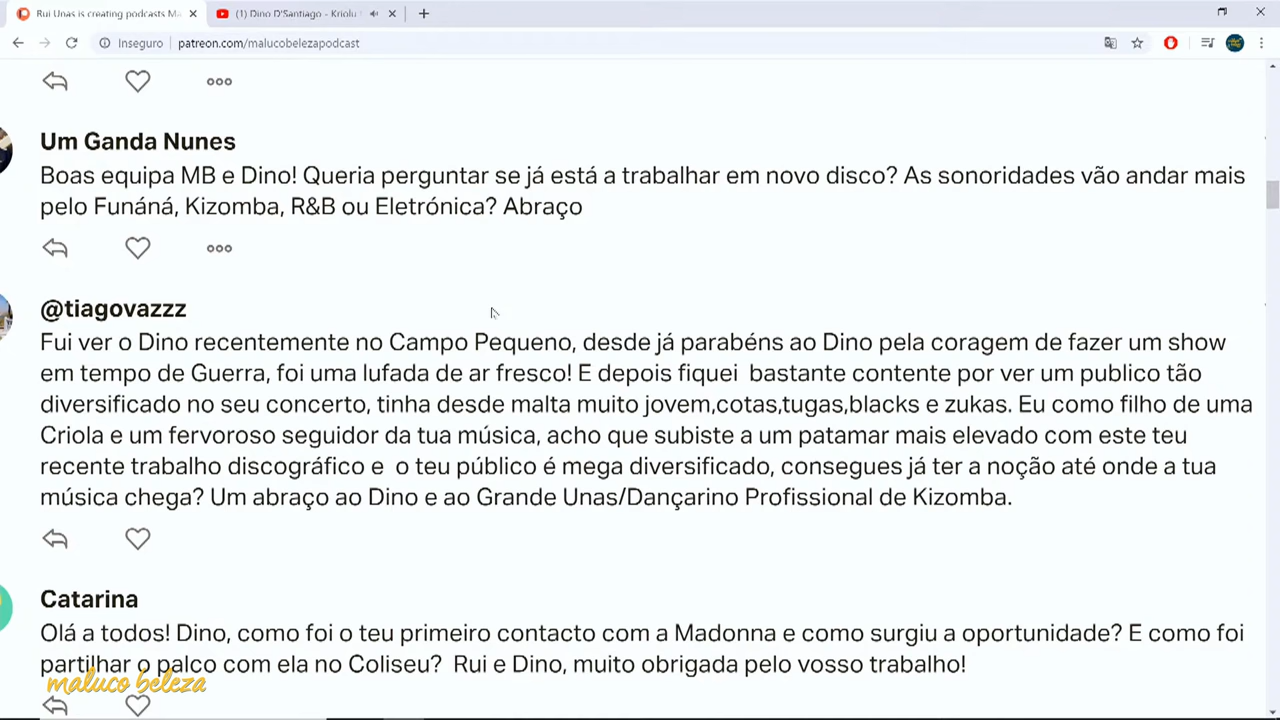 Rui Unas is creating podcasts Ma
(1) Dino D'Santiago - Kriolu
Inseguro
patreon.com/malucobelezapodcast
Um Ganda Nunes
Boas equipa MB e Dino! Queria perguntar se já está a trabalhar em novo disco? As sonoridades vão andar mais
pelo Funáná, Kizomba, R&B ou Eletrónica? Abraço
@tiagovazzz
Fui ver o Dino recentemente no Campo Pequeno, desde já parabéns ao Dino pela coragem de fazer um show
em tempo de Guerra, foi uma lufada de ar fresco! E depois fiquei  bastante contente por ver um publico tão
diversificado no seu concerto, tinha desde malta muito jovem,cotas,tugas,blacks e zukas. Eu como filho de uma
Criola e um fervoroso seguidor da tua música, acho que subiste a um patamar mais elevado com este teu
recente trabalho discográfico e  o teu público é mega diversificado, consegues já ter a noção até onde a tua
música chega? Um abraço ao Dino e ao Grande Unas/Dançarino Profissional de Kizomba.
Catarina
Olá a todos! Dino, como foi o teu primeiro contacto com a Madonna e como surgiu a oportunidade? E como foi
partilhar o palco com ela no Coliseu?  Rui e Dino, muito obrigada pelo vosso trabalho!
maluco beleza